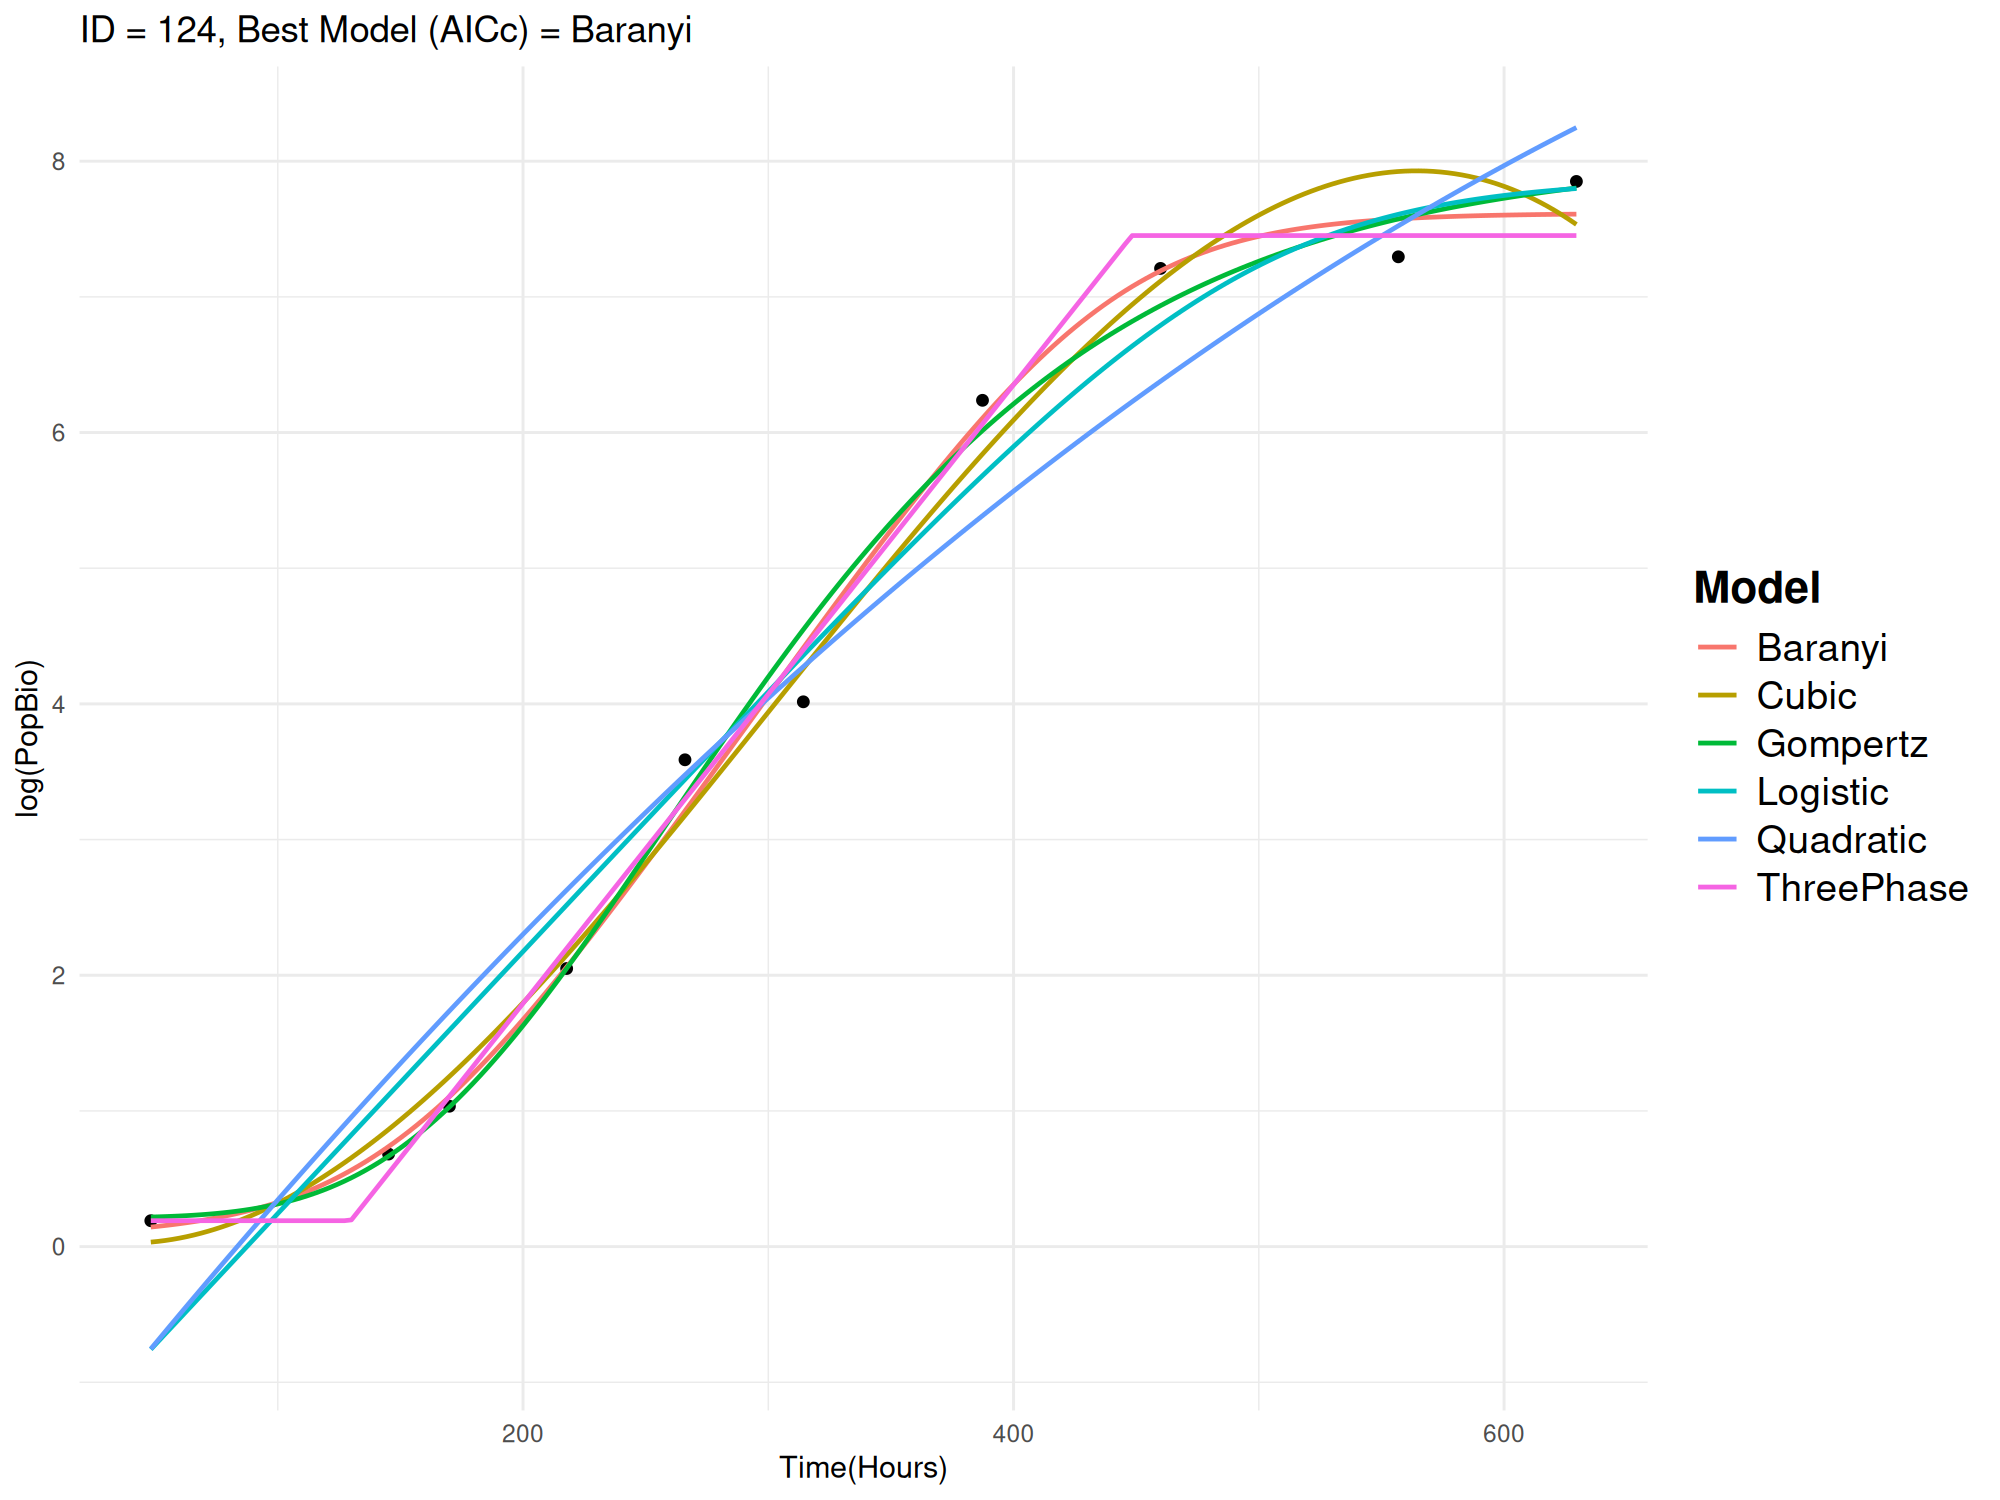 ID = 124, Best Model (AICc) = Baranyi
8
6
4
2
0
log(PopBio)
200
400
600
Time(Hours)
Model
Baranyi
Cubic
Gompertz
Logistic
Quadratic
ThreePhase